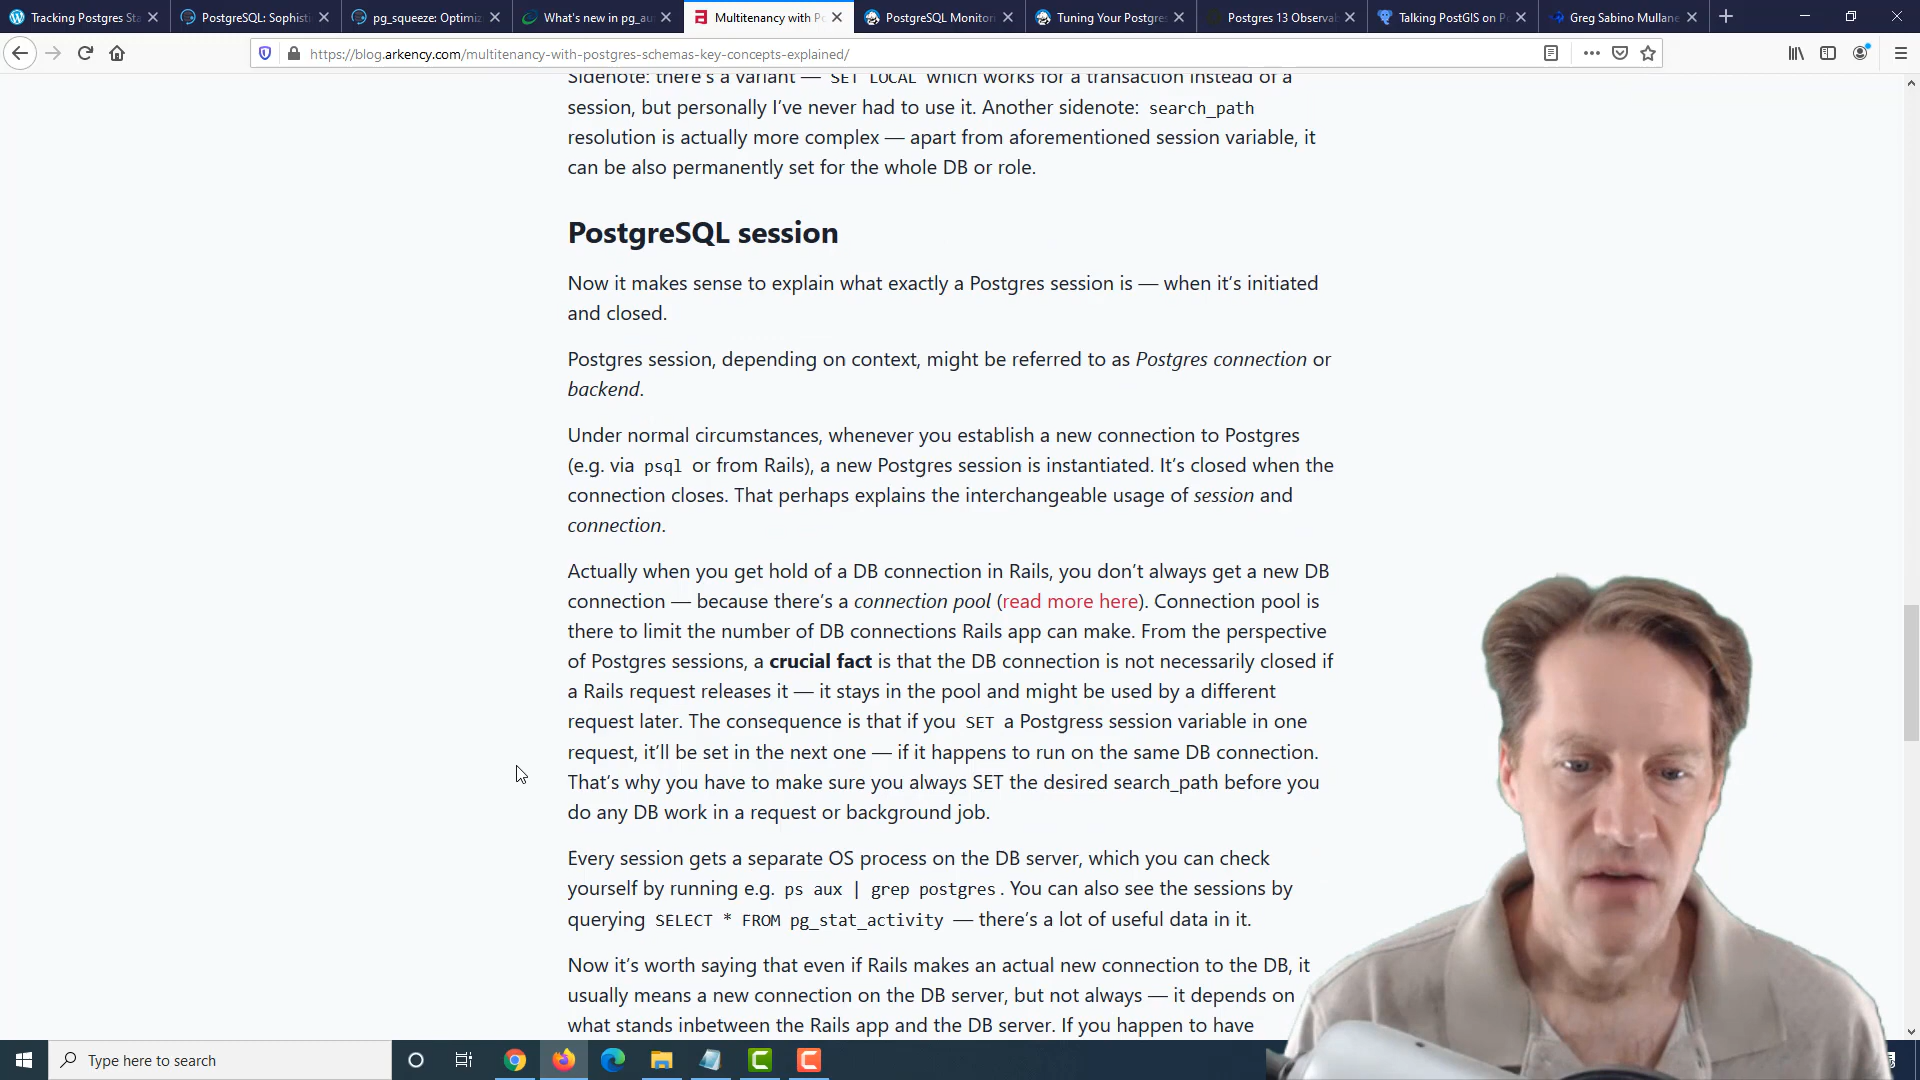 Tracking Postgres Sta
PostgreSQL: Sophist
pg_squeeze: Optimiz
What's new in pg_au
Multitenancy with Po
PostgreSQL Monitor
Tuning Your Postgres
Postgres 13 Observa
Talking PostGIS on P
Greg Sabino Mullane
https://blog.arkency.com/multitenancy-with-postgres-schemas-key-concepts-explained/
Sidenote: there's a variant — SET LOCAL which works for a transaction instead of a
session, but personally I've never had to use it. Another sidenote: search_path
resolution is actually more complex — apart from aforementioned session variable, it
can be also permanently set for the whole DB or role.
PostgreSQL session
Now it makes sense to explain what exactly a Postgres session is — when it's initiated
and closed.
Postgres session, depending on context, might be referred to as Postgres connection or
backend.
Under normal circumstances, whenever you establish a new connection to Postgres
(e.g. via psql or from Rails), a new Postgres session is instantiated. It's closed when the
connection closes. That perhaps explains the interchangeable usage of session and
connection.
Actually when you get hold of a DB connection in Rails, you don't always get a new DB
connection — because there's a connection pool (read more here). Connection pool is
there to limit the number of DB connections Rails app can make. From the perspective
of Postgres sessions, a crucial fact is that the DB connection is not necessarily closed if
a Rails request releases it — it stays in the pool and might be used by a different
request later. The consequence is that if you SET a Postgress session variable in one
request, it'll be set in the next one — if it happens to run on the same DB connection.
That's why you have to make sure you always SET the desired search_path before you
do any DB work in a request or background job.
Every session gets a separate OS process on the DB server, which you can check
yourself by running e.g. ps aux | grep postgres. You can also see the sessions by
querying SELECT * FROM pg_stat_activity — there's a lot of useful data in it.
Now it's worth saying that even if Rails makes an actual new connection to the DB, it
usually means a new connection on the DB server, but not always — it depends on
what stands inbetween the Rails app and the DB server. If you happen to have
Type here to search